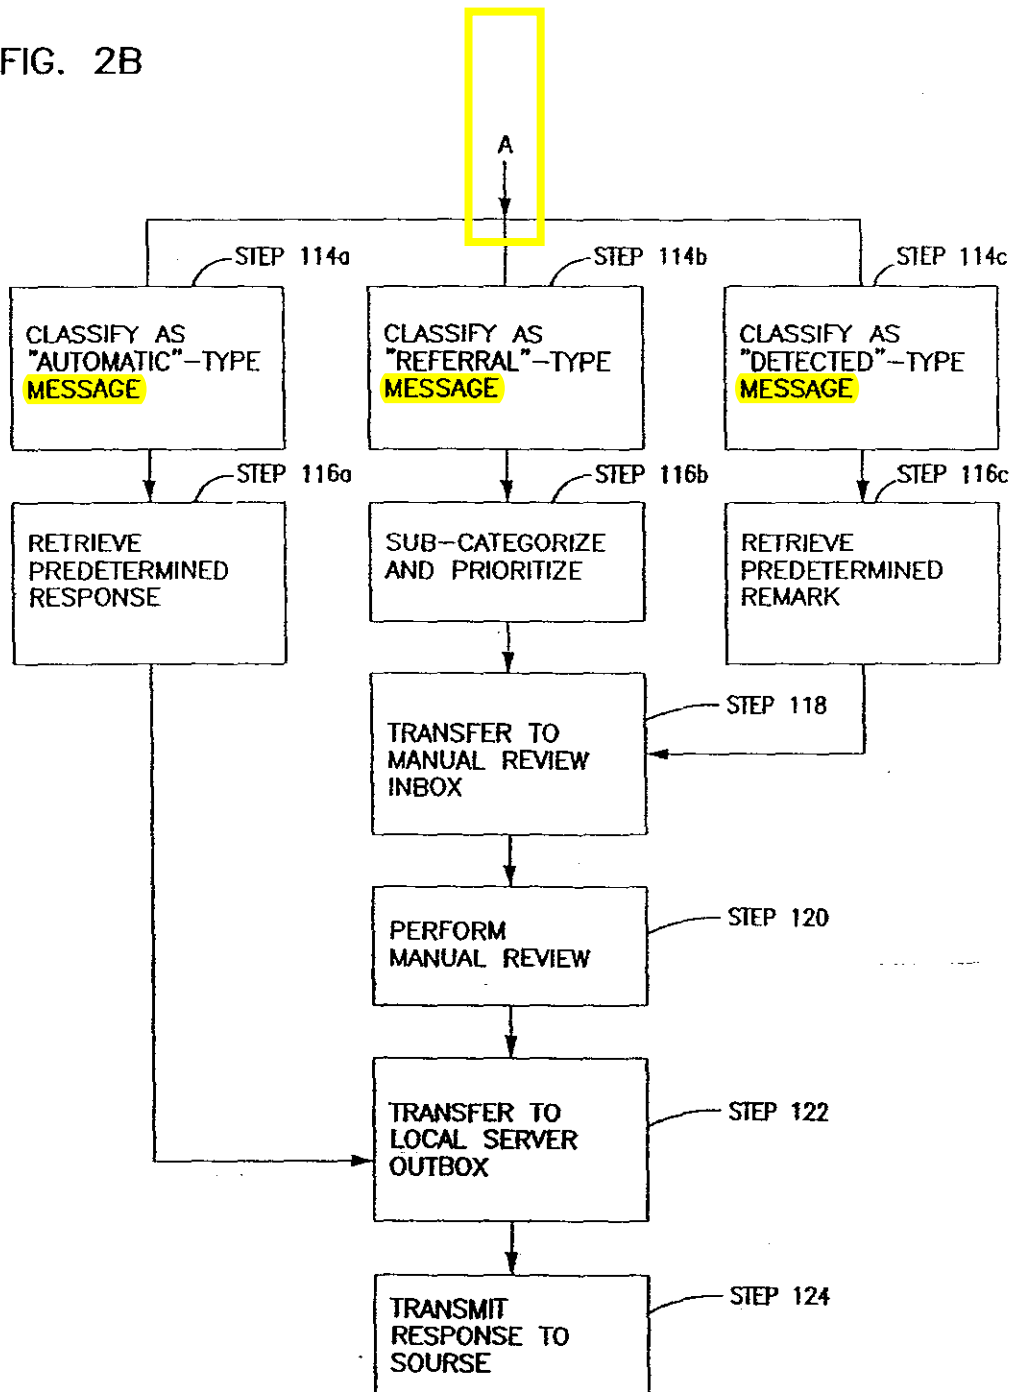 FIG. 2B
A
STEP 114a
STEP 114b
STEP 114c
CLASSIFY AS
"AUTOMATIC"-TYPE
MESSAGE
CLASSIFY AS
"REFERRAL"-TYPE
MESSAGE
CLASSIFY AS
"DETECTED"-TYPE
MESSAGE
STEP 116a
STEP 116b
STEP 116c
RETRIEVE
PREDETERMINED
RESPONSE
SUB-CATEGORIZE
AND PRIORITIZE
RETRIEVE
PREDETERMINED
REMARK
STEP 118
TRANSFER TO
MANUAL REVIEW
INBOX
STEP 120
PERFORM
MANUAL REVIEW
STEP 122
TRANSFER TO
LOCAL SERVER
OUTBOX
STEP 124
TRANSMIT
RESPONSE TO
SOURSE